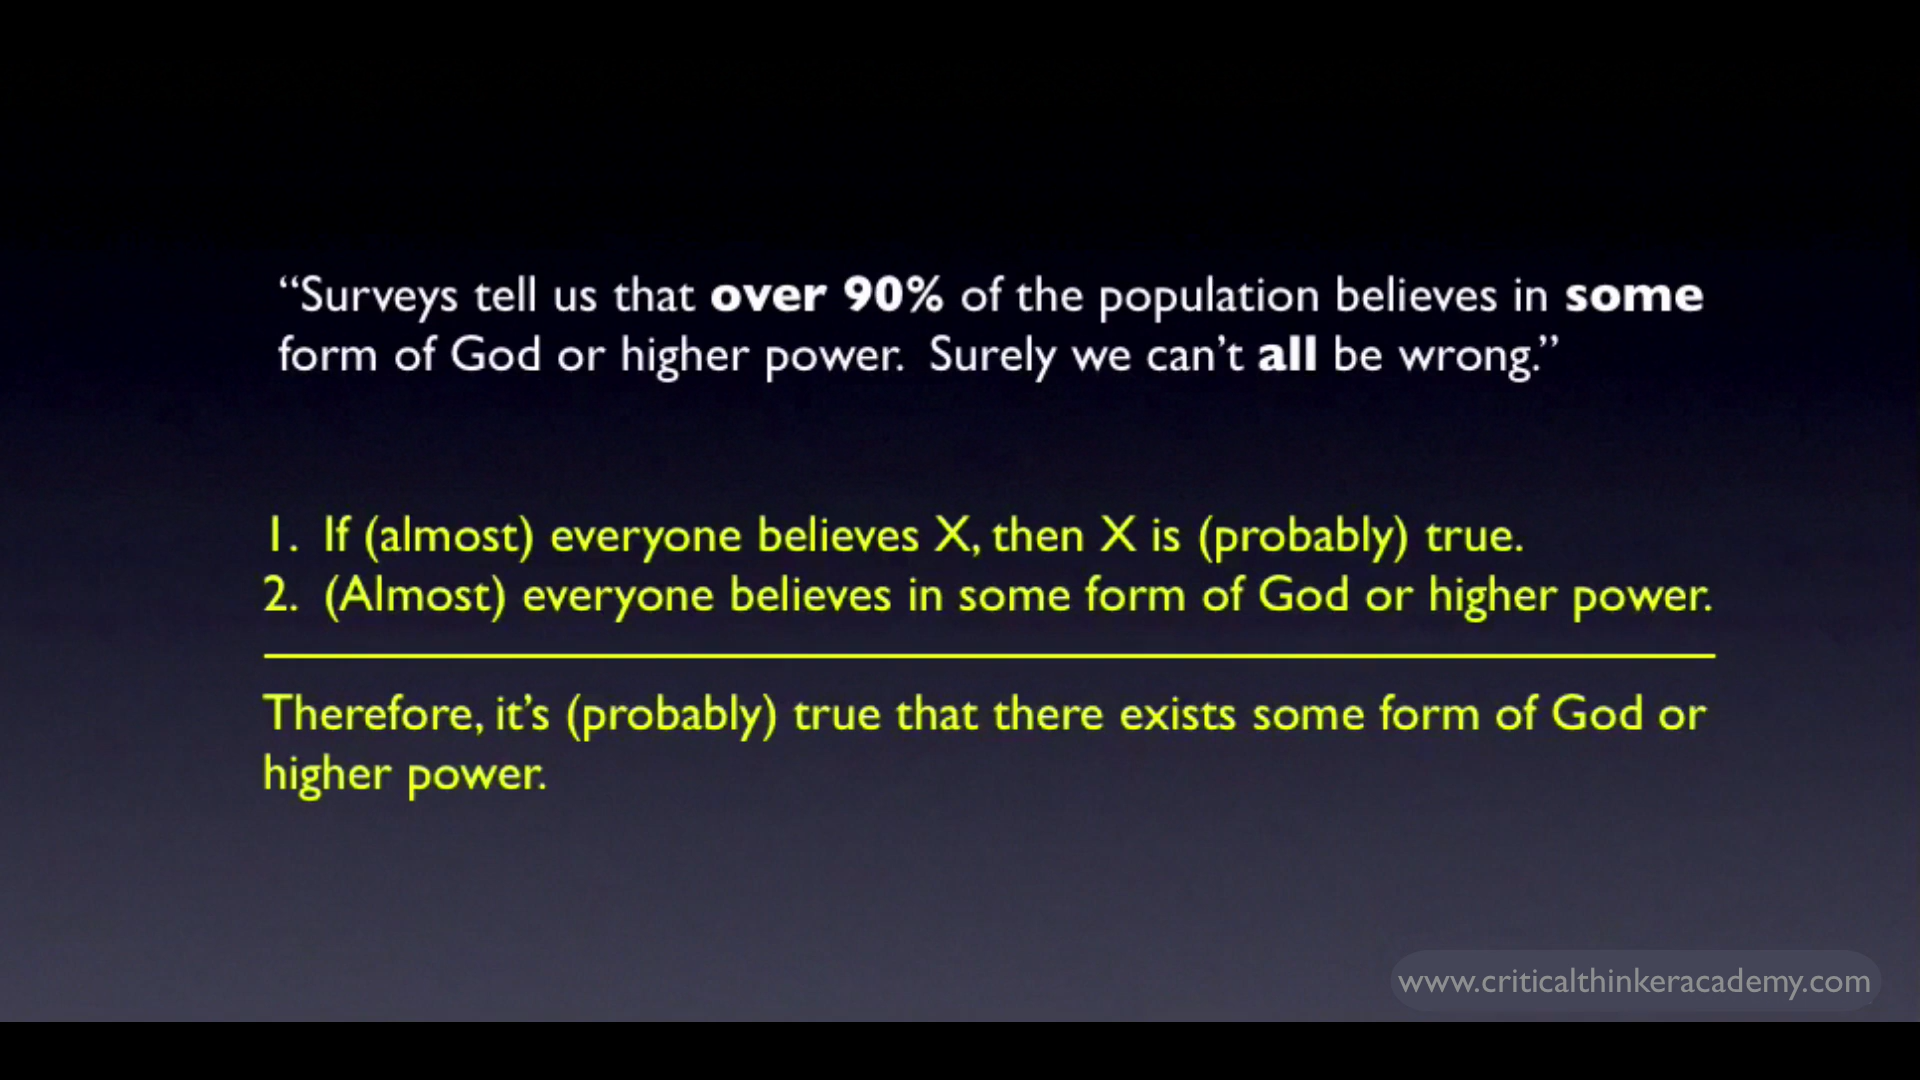 “Surveys tell us that over 90% of the population believes in some
form of God or higher power.  Surely we can’t all be wrong.”
1.  If (almost) everyone believes X, then X is (probably) true.
2.  (Almost) everyone believes in some form of God or higher power.
Therefore, it’s (probably) true that there exists some form of God or
higher power.
www.criticalthinkeracademy.com